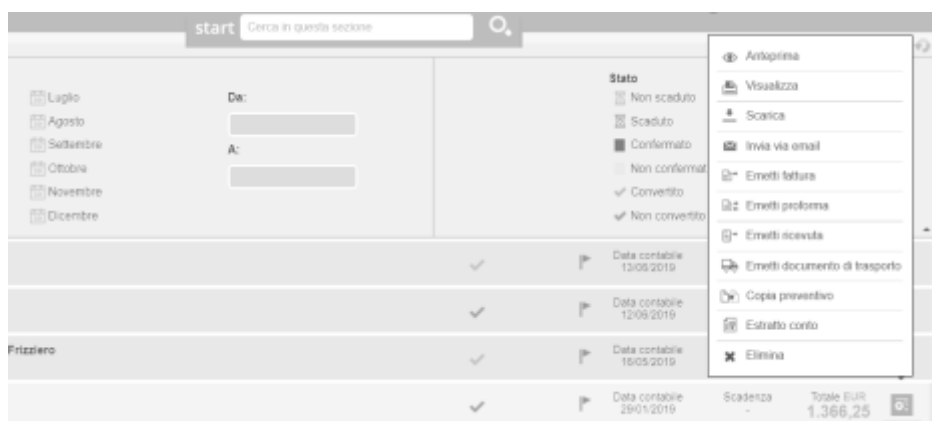 start Cerca in questa sezione
Luglio
Agosto
Settembre
Ottobre
Novembre
Dicembre
Da:
A:
Stato
Non scaduto
Scaduto
Confermato
Non confermat
Convertito
Non convertito
Anteprima
Visualizza
Scarica
Invia via email
Emetti fattura
Emetti proforma
Emetti ricevuta
Emetti documento di trasporto
Copia preventivo
Estratto conto
Elimina
Data contabile
13/06/2019
Data contabile
12/06/2019
Frizziero
Data contabile
16/05/2019
Data contabile
29/01/2019
Scadenza
-
Totale EUR
1.366,25